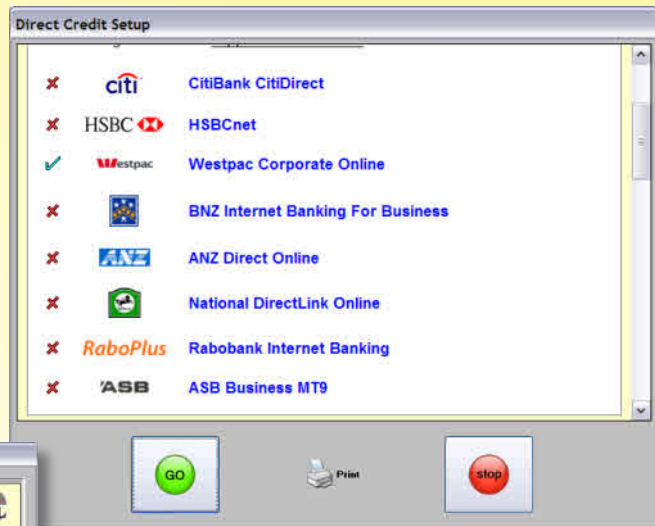 Direct Credit Setup
citi CitiBank CitiDirect
HSBC HSBCnet
Westpac Westpac Corporate Online
BNZ Internet Banking For Business
ANZ ANZ Direct Online
National DirectLink Online
RaboPlus Rabobank Internet Banking
ASB ASB Business MT9
GO Print stop